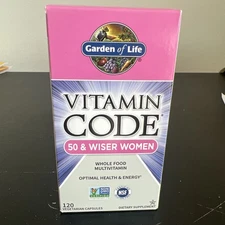 Garden of Life
VITAMIN
CODE
50 & WISER WOMEN
WHOLE FOOD
MULTIVITAMIN
OPTIMAL HEALTH & ENERGY
NSF
120
VEGETARIAN CAPSULES
DIETARY SUPPLEMENT